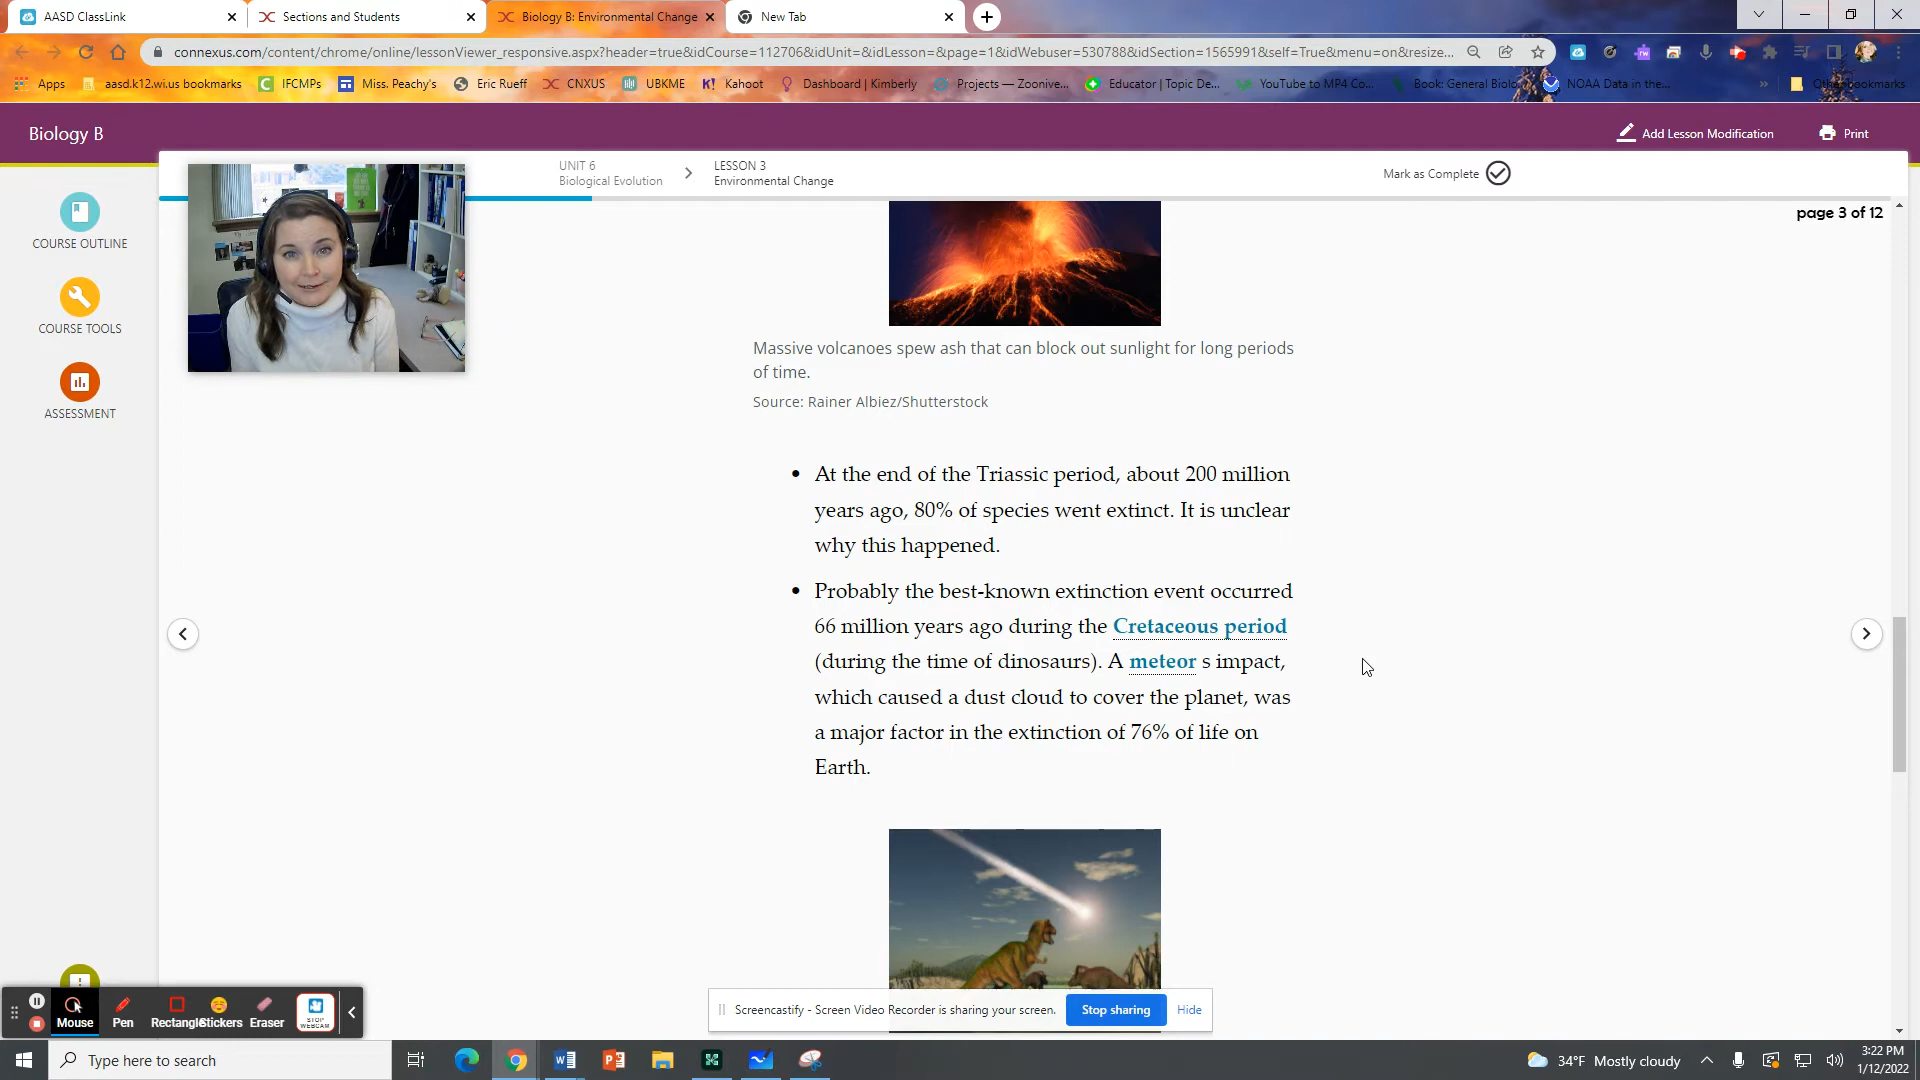 AASD ClassLink
Sections and Students
Biology B: Environmental Change
New Tab
connexus.com/content/chrome/online/lessonViewer_responsive.aspx?header=true&idCourse=112706&idUnit=&idLesson=&page=1&idWebuser=530788&idSection=1565991&self=True&menu=on&resize...
Apps
aasd.k12.wi.us bookmarks
IFCMPs
Miss. Peachy's
Eric Rueff
CNXUS
UBKME
K! Kahoot
Dashboard | Kimberly
Projects — Zoonive...
Educator | Topic De...
YouTube to MP4 Co...
Book: General Biolo
NOAA Data in the...
»
Other bookmarks
Biology B
Add Lesson Modification
Print
UNIT 6
Biological Evolution
LESSON 3
Environmental Change
Mark as Complete
page 3 of 12
COURSE OUTLINE
COURSE TOOLS
ASSESSMENT
Massive volcanoes spew ash that can block out sunlight for long periods
of time.
Source: Rainer Albiez/Shutterstock
• At the end of the Triassic period, about 200 million
years ago, 80% of species went extinct. It is unclear
why this happened.
• Probably the best-known extinction event occurred
66 million years ago during the Cretaceous period
(during the time of dinosaurs). A meteor s impact,
which caused a dust cloud to cover the planet, was
a major factor in the extinction of 76% of life on
Earth.
Mouse
Pen
Rectangle
Stickers
Eraser
STOP
WEBCAM
Screencastify - Screen Video Recorder is sharing your screen.
Stop sharing
Hide
Type here to search
34°F Mostly cloudy
3:22 PM
1/12/2022